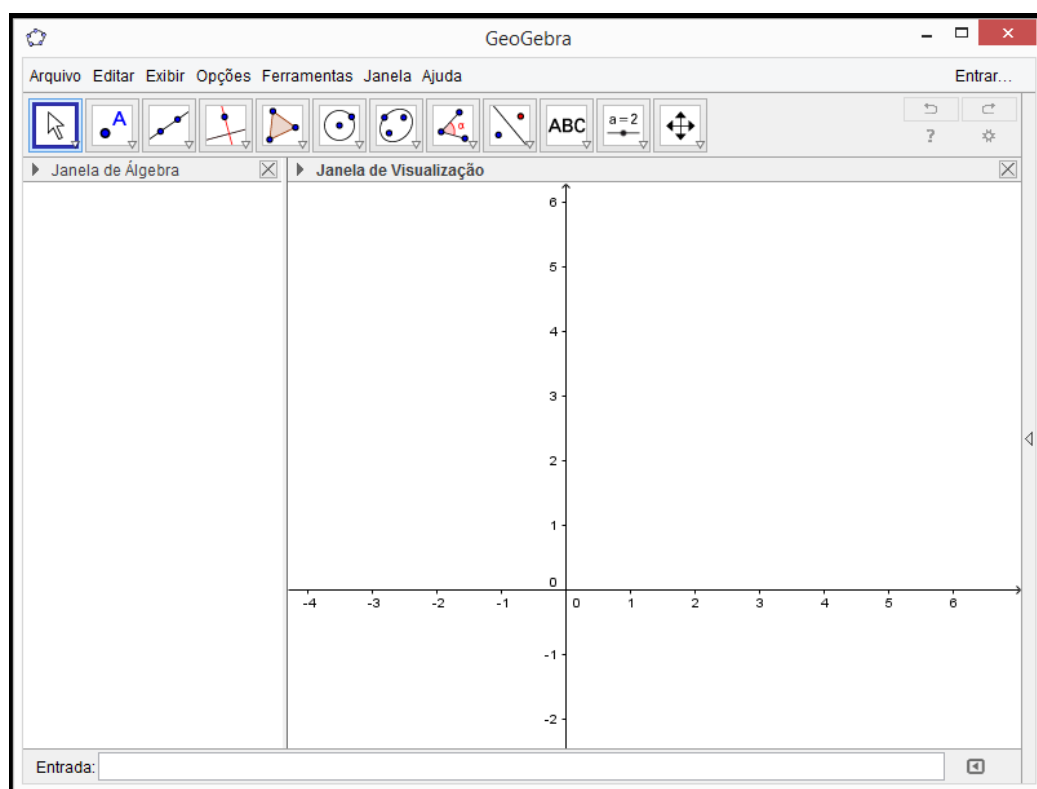 GeoGebra
Arquivo Editar Exibir Opções Ferramentas Janela Ajuda Entrar...
A α ABC a = 2 ?
Janela de Álgebra Janela de Visualização
6
5
4
3
2
1
0
-4 -3 -2 -1 0 1 2 3 4 5 6
-1
-2
Entrada: